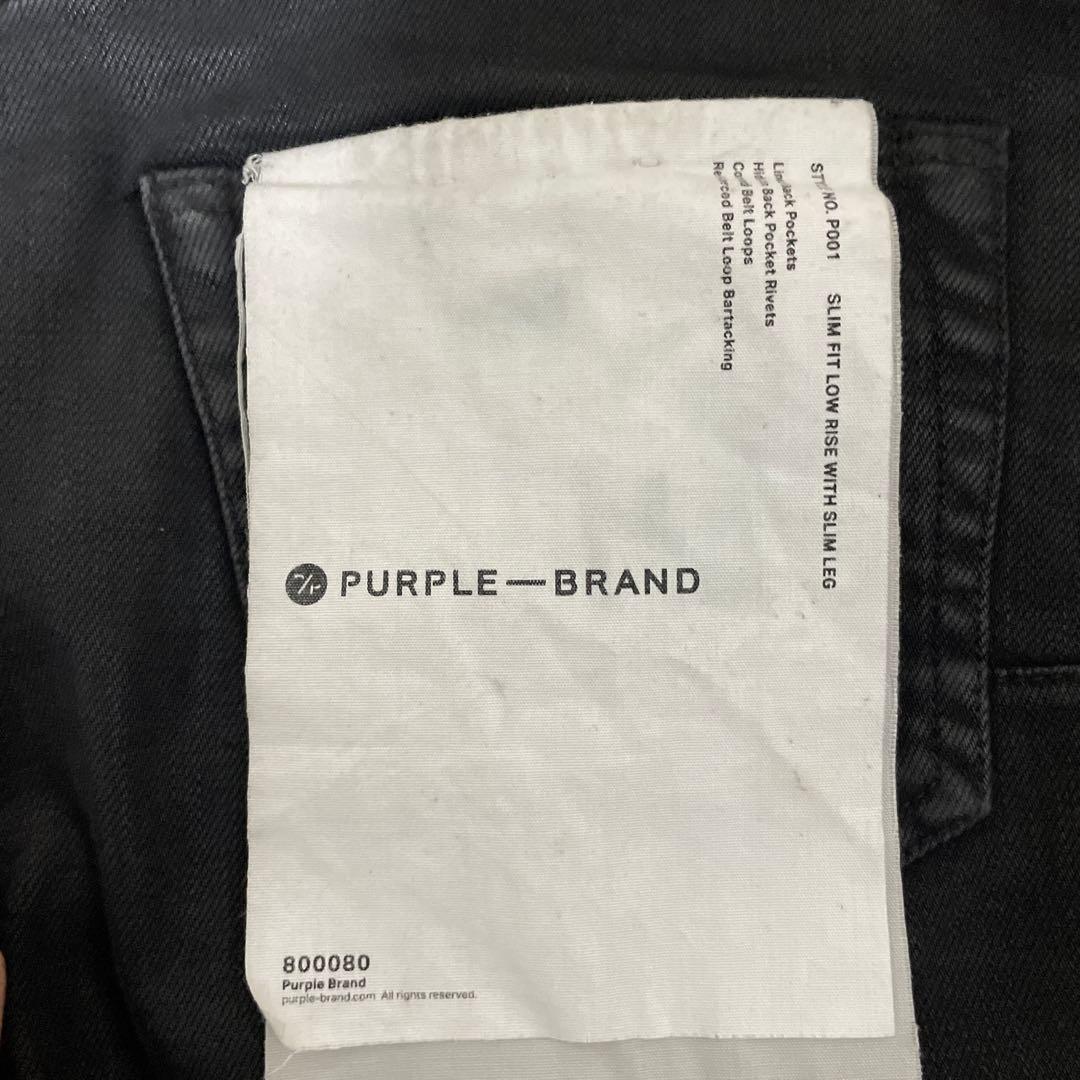 STY NO. P001 SLIM FIT LOW RISE WITH SLIM LEG
Back Pockets
Back Pocket Rivets
Belt Loops
Belt Loop Bartacking
PURPLE—BRAND
800080
Purple Brand
purple-brand.com All rights reserved.